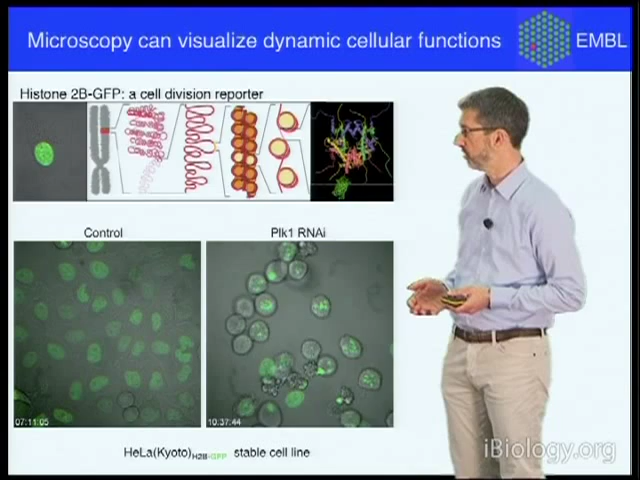 Microscopy can visualize dynamic cellular functions
EMBL
Histone 2B-GFP: a cell division reporter
Control
Plk1 RNAi
07:11:05
10:37:44
HeLa(Kyoto)H2B-GFP stable cell line
iBiology.org